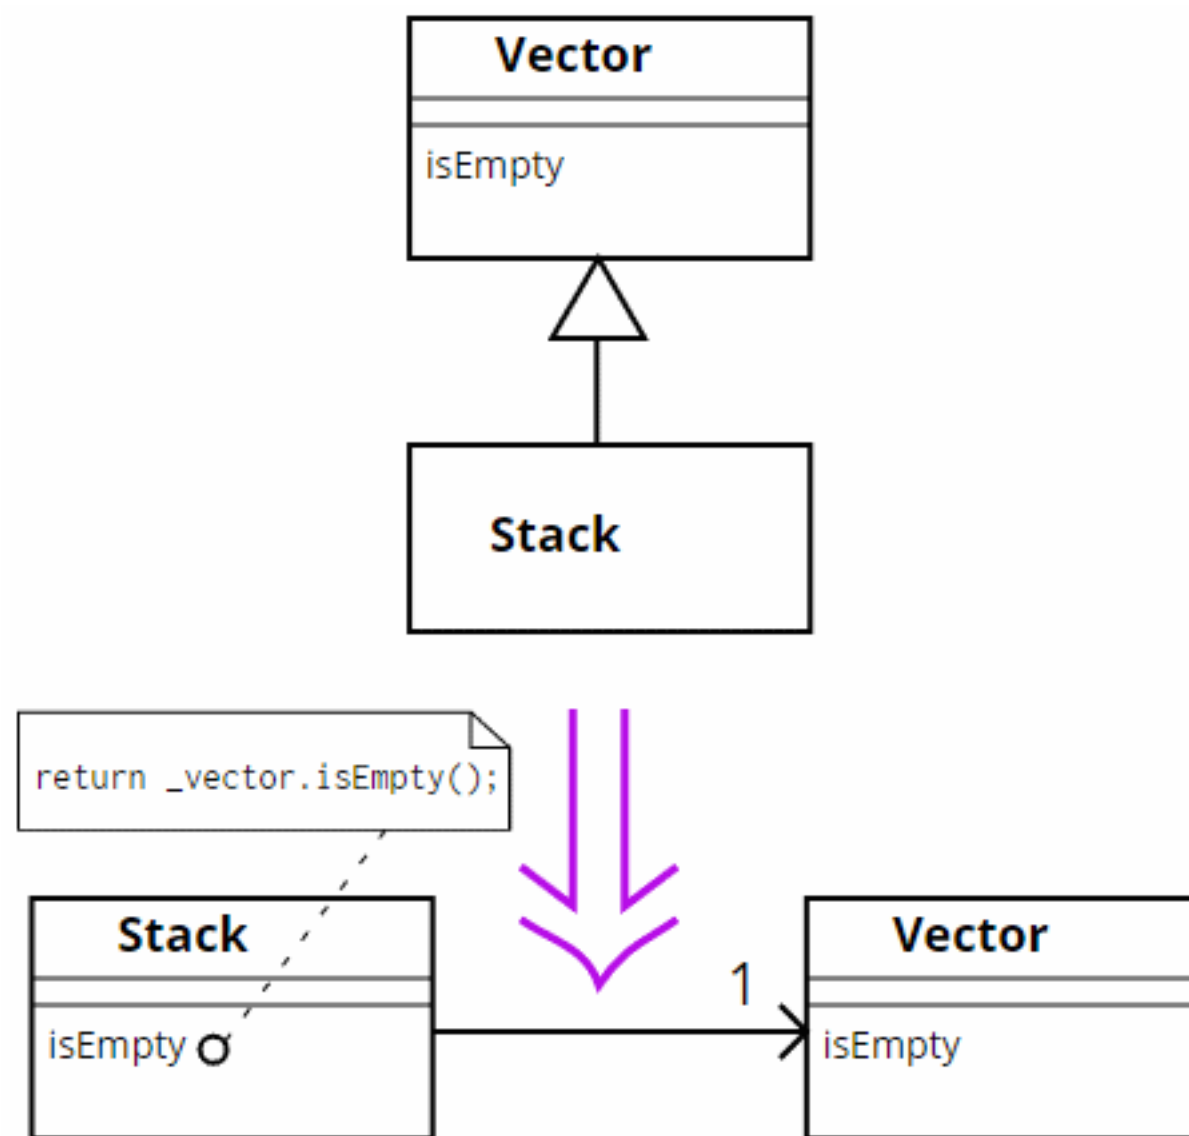 Vector
isEmpty
Stack
return _vector.isEmpty();
Stack
isEmpty
1
Vector
isEmpty